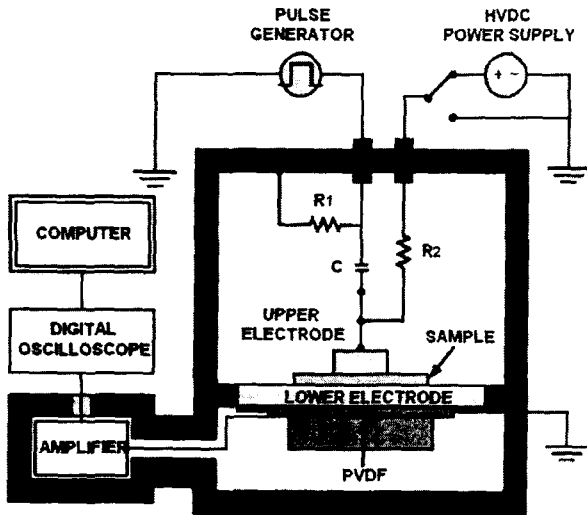 PULSE
GENERATOR
HVDC
POWER SUPPLY
+ ~
R1
COMPUTER
C
R2
UPPER
ELECTRODE
DIGITAL
OSCILLOSCOPE
SAMPLE
LOWER ELECTRODE
AMPLIFIER
PVDF